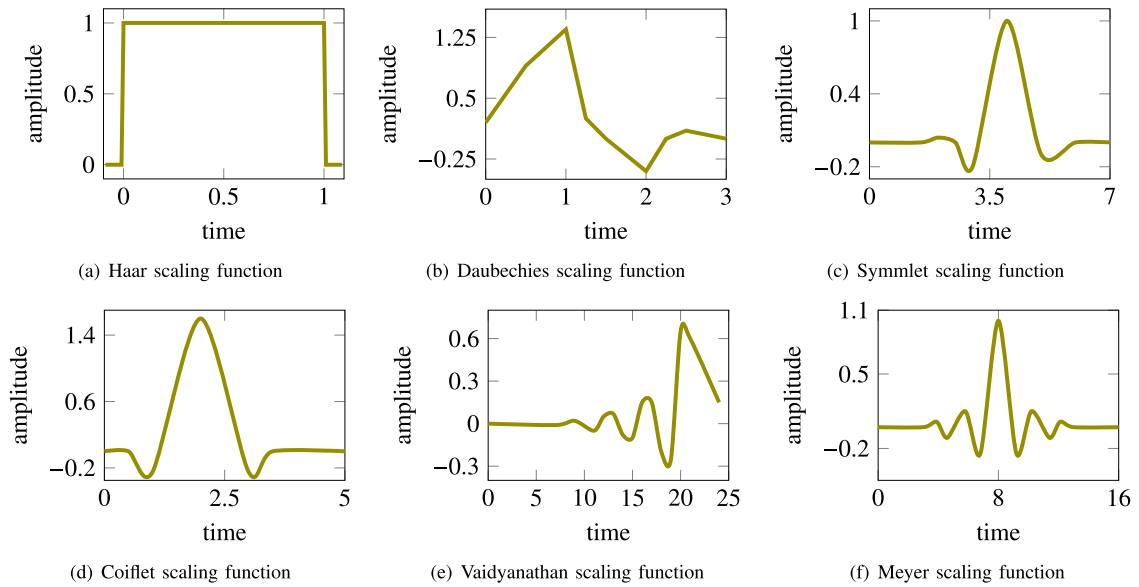 amplitude
1
0.5
0
0 0.5 1
time
(a) Haar scaling function
amplitude
1.25
0.5
−0.25
0 1 2 3
time
(b) Daubechies scaling function
amplitude
1
0.4
−0.2
0 3.5 7
time
(c) Symmlet scaling function
amplitude
1.4
0.6
−0.2
0 2.5 5
time
(d) Coiflet scaling function
amplitude
0.6
0.3
0
−0.3
0 5 10 15 20 25
time
(e) Vaidyanathan scaling function
amplitude
1.1
0.5
−0.2
0 8 16
time
(f) Meyer scaling function